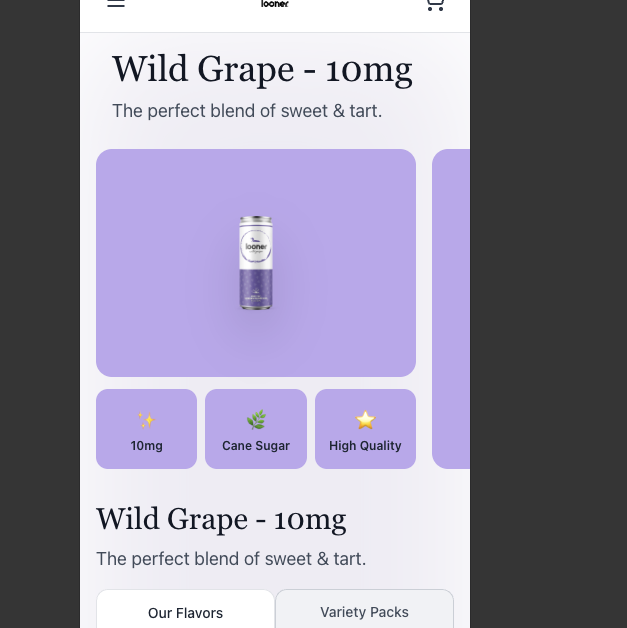 looner
Wild Grape - 10mg
The perfect blend of sweet & tart.
looner
10mg
Cane Sugar
High Quality
Wild Grape - 10mg
The perfect blend of sweet & tart.
Our Flavors
Variety Packs